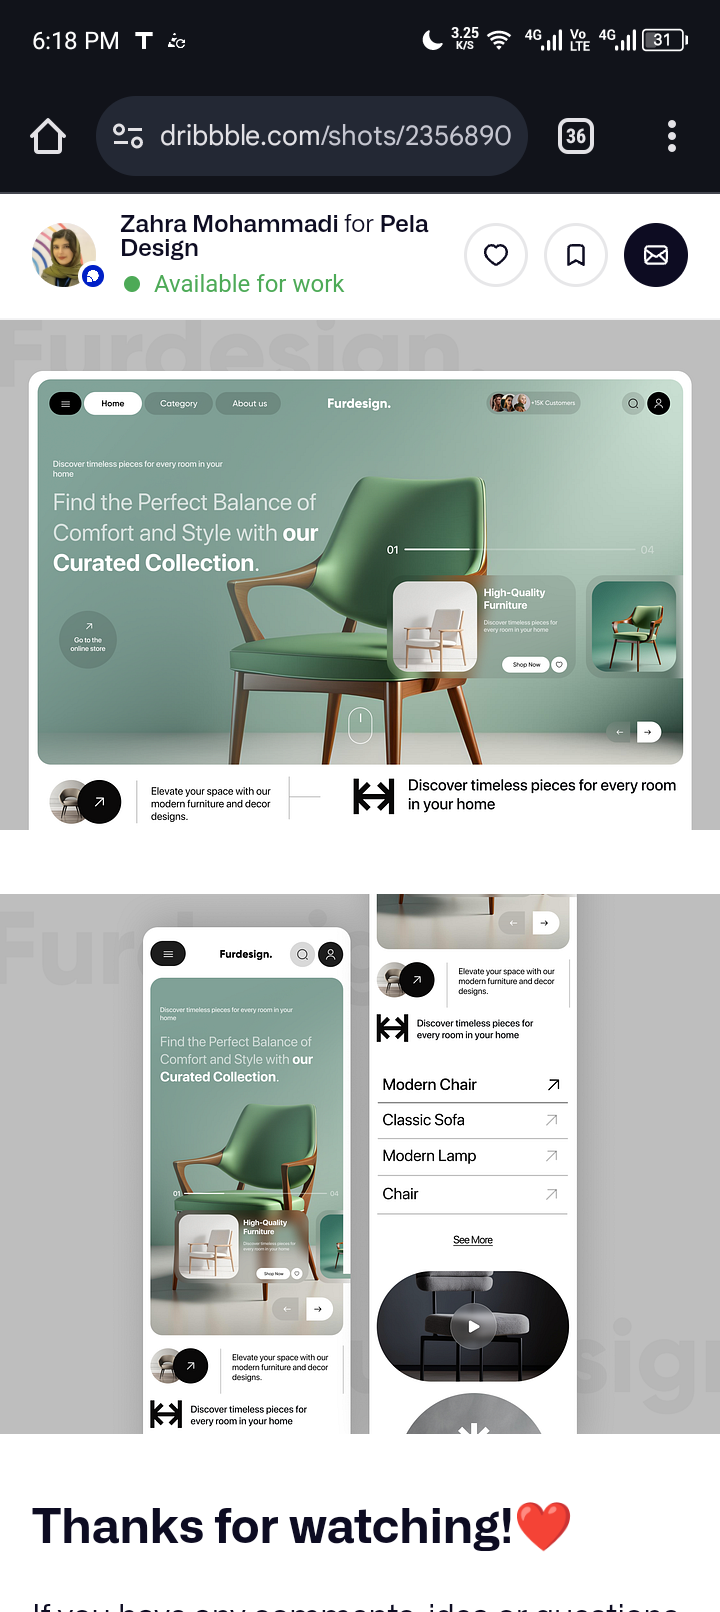 6:18 PM
3.25 K/S
4G
Vo LTE
4G
31
dribbble.com/shots/2356890
36
Zahra Mohammadi for Pela
Design
Available for work
Furdesign.
Home
Category
About us
Furdesign.
+15K Customers
Discover timeless pieces for every room in your
home
Find the Perfect Balance of
Comfort and Style with our
Curated Collection.
01
04
High-Quality
Furniture
Discover timeless pieces for
every room in your home
Shop Now
Go to the
online store
Elevate your space with our
modern furniture and decor
designs.
Discover timeless pieces for every room
in your home
Furdesign.
Discover timeless pieces for every room in your
home
Find the Perfect Balance of
Comfort and Style with our
Curated Collection.
01
04
High-Quality
Furniture
Discover timeless pieces for
every room in your home
Shop Now
Elevate your space with our
modern furniture and decor
designs.
Discover timeless pieces for
every room in your home
Elevate your space with our
modern furniture and decor
designs.
Discover timeless pieces for
every room in your home
Modern Chair
Classic Sofa
Modern Lamp
Chair
See More
Thanks for watching!❤️
If you have any comments, idea or questions